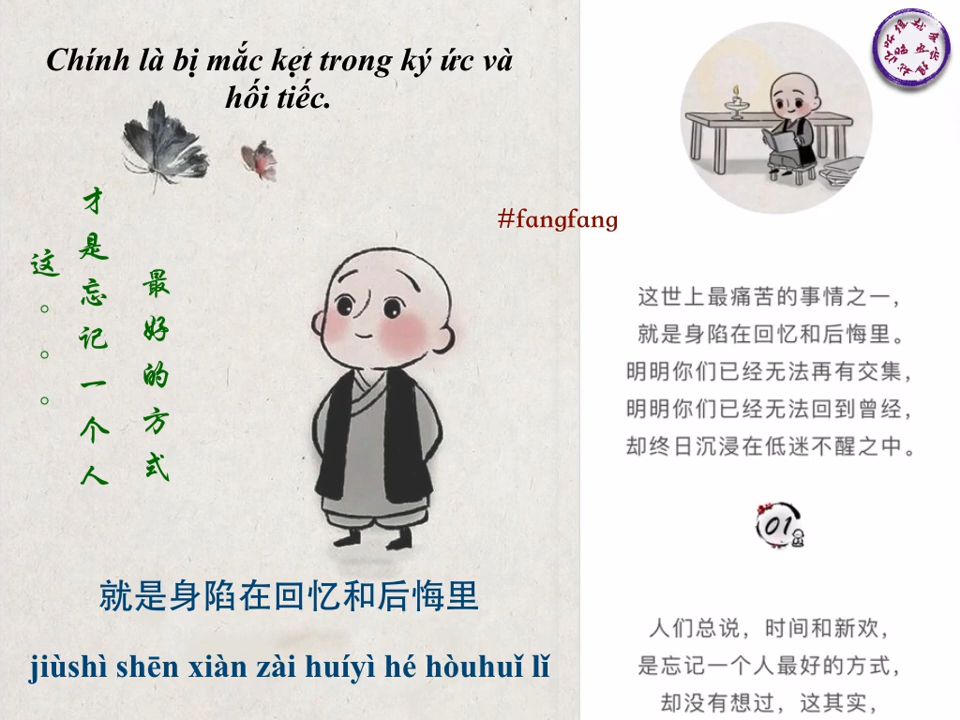 Chính là bị mắc kẹt trong ký ức và
hối tiếc.
这。。。
才是忘记一个人
最好的方式
#fangfang
就是身陷在回忆和后悔里
jiùshì shēn xiàn zài huíyì hé hòuhuǐ lǐ
这世上最痛苦的事情之一，
就是身陷在回忆和后悔里。
明明你们已经无法再有交集，
明明你们已经无法回到曾经，
却终日沉浸在低迷不醒之中。
01
人们总说，时间和新欢，
是忘记一个人最好的方式，
却没有想过，这其实，